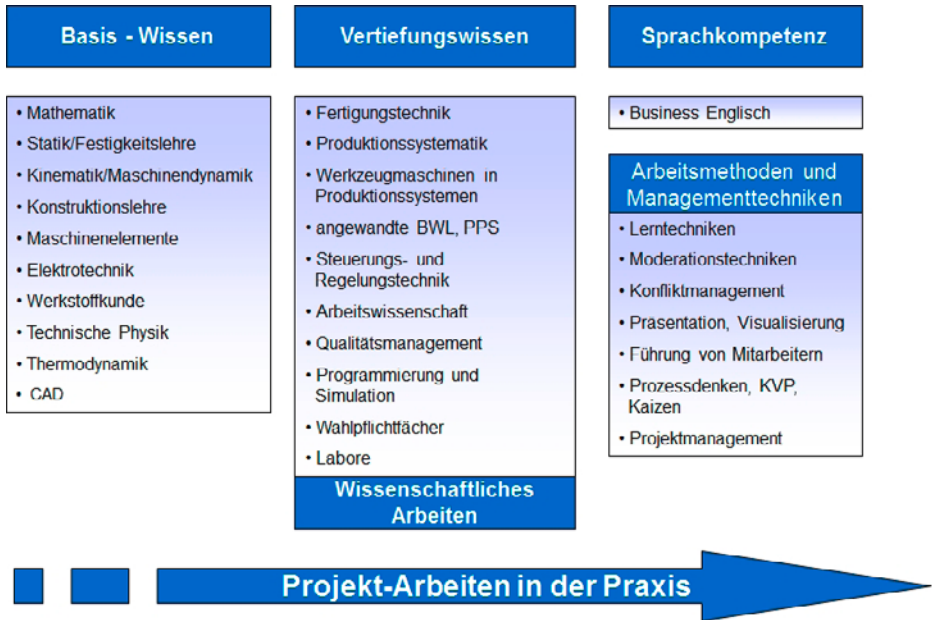 Basis - Wissen
• Mathematik
• Statik/Festigkeitslehre
• Kinematik/Maschinendynamik
• Konstruktionslehre
• Maschinenelemente
• Elektrotechnik
• Werkstoffkunde
• Technische Physik
• Thermodynamik
• CAD
Vertiefungswissen
• Fertigungstechnik
• Produktionssystematik
• Werkzeugmaschinen in
Produktionssystemen
• angewandte BWL, PPS
• Steuerungs- und
Regelungstechnik
• Arbeitswissenschaft
• Qualitätsmanagement
• Programmierung und
Simulation
• Wahlpflichtfächer
• Labore
Wissenschaftliches
Arbeiten
Sprachkompetenz
• Business Englisch
Arbeitsmethoden und
Managementtechniken
• Lerntechniken
• Moderationstechniken
• Konfliktmanagement
• Präsentation, Visualisierung
• Führung von Mitarbeitern
• Prozessdenken, KVP,
Kaizen
• Projektmanagement
Projekt-Arbeiten in der Praxis